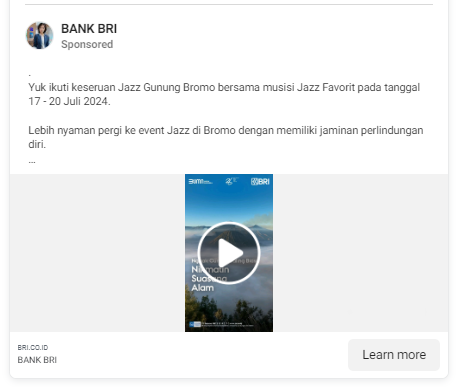 BANK BRI
Sponsored
.
Yuk ikuti keseruan Jazz Gunung Bromo bersama musisi Jazz Favorit pada tanggal
17 - 20 Juli 2024.
Lebih nyaman pergi ke event Jazz di Bromo dengan memiliki jaminan perlindungan
diri.
...
BRI
Nikmatin
Suasana
Alam
BRI.CO.ID
BANK BRI
Learn more